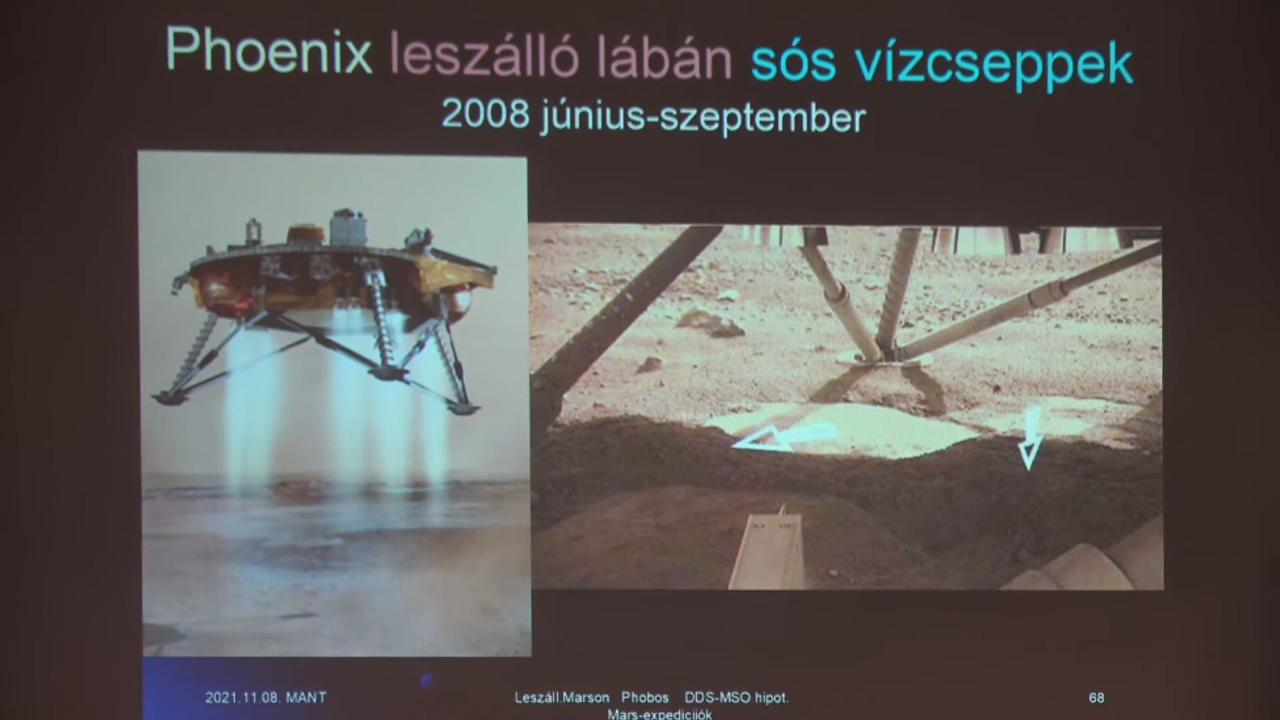 Phoenix leszálló lábán sós vízcseppek
2008 június-szeptember
2021.11.08. MANT
Leszáll.Marson Phobos DDS-MSO hipot.
Mars-expedíciók
68